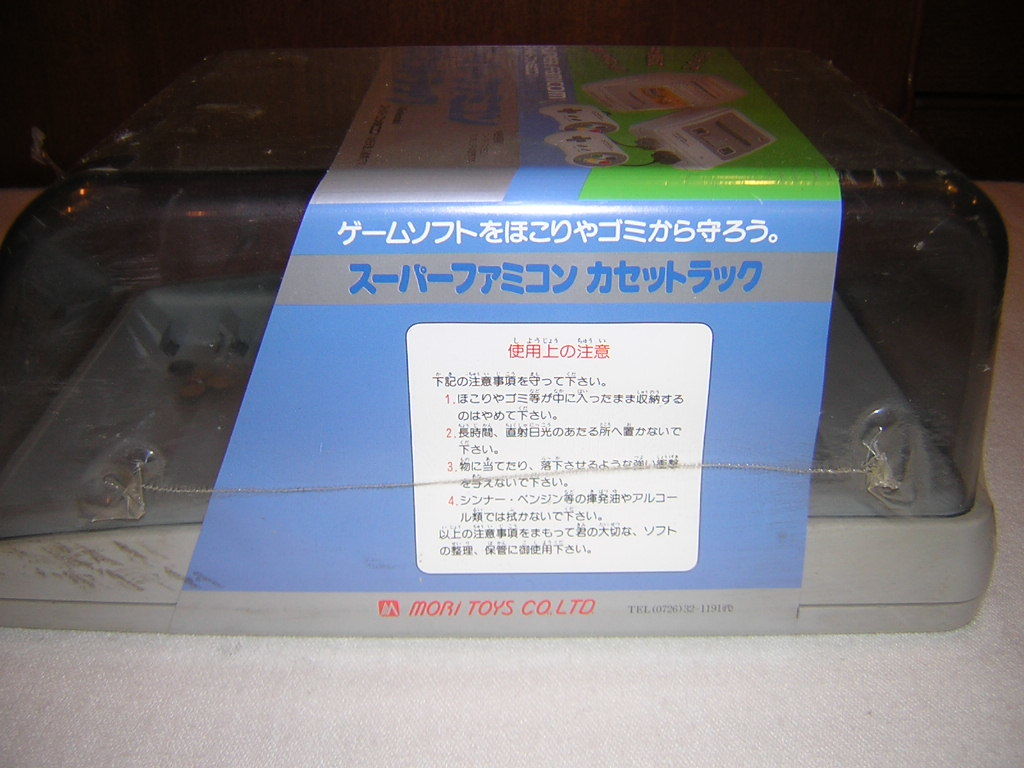 ゲームソフトをほこりやゴミから守ろう。
スーパーファミコン カセットラック
使用上の注意
下記の注意事項を守って下さい。
1.ほこりやゴミ等が中に入ったまま収納する
のはやめて下さい。
2.長時間、直射日光のあたる所へ置かないで
下さい。
3.物に当てたり、落下させるような強い衝撃
を与えないで下さい。
4.シンナー・ベンジン等の揮発油やアルコー
ル類では拭かないで下さい。
以上の注意事項をまもって君の大切な、ソフト
の整理、保管に御使用下さい。
MORI TOYS CO.,LTD.
TEL(0726)32-1191㈹